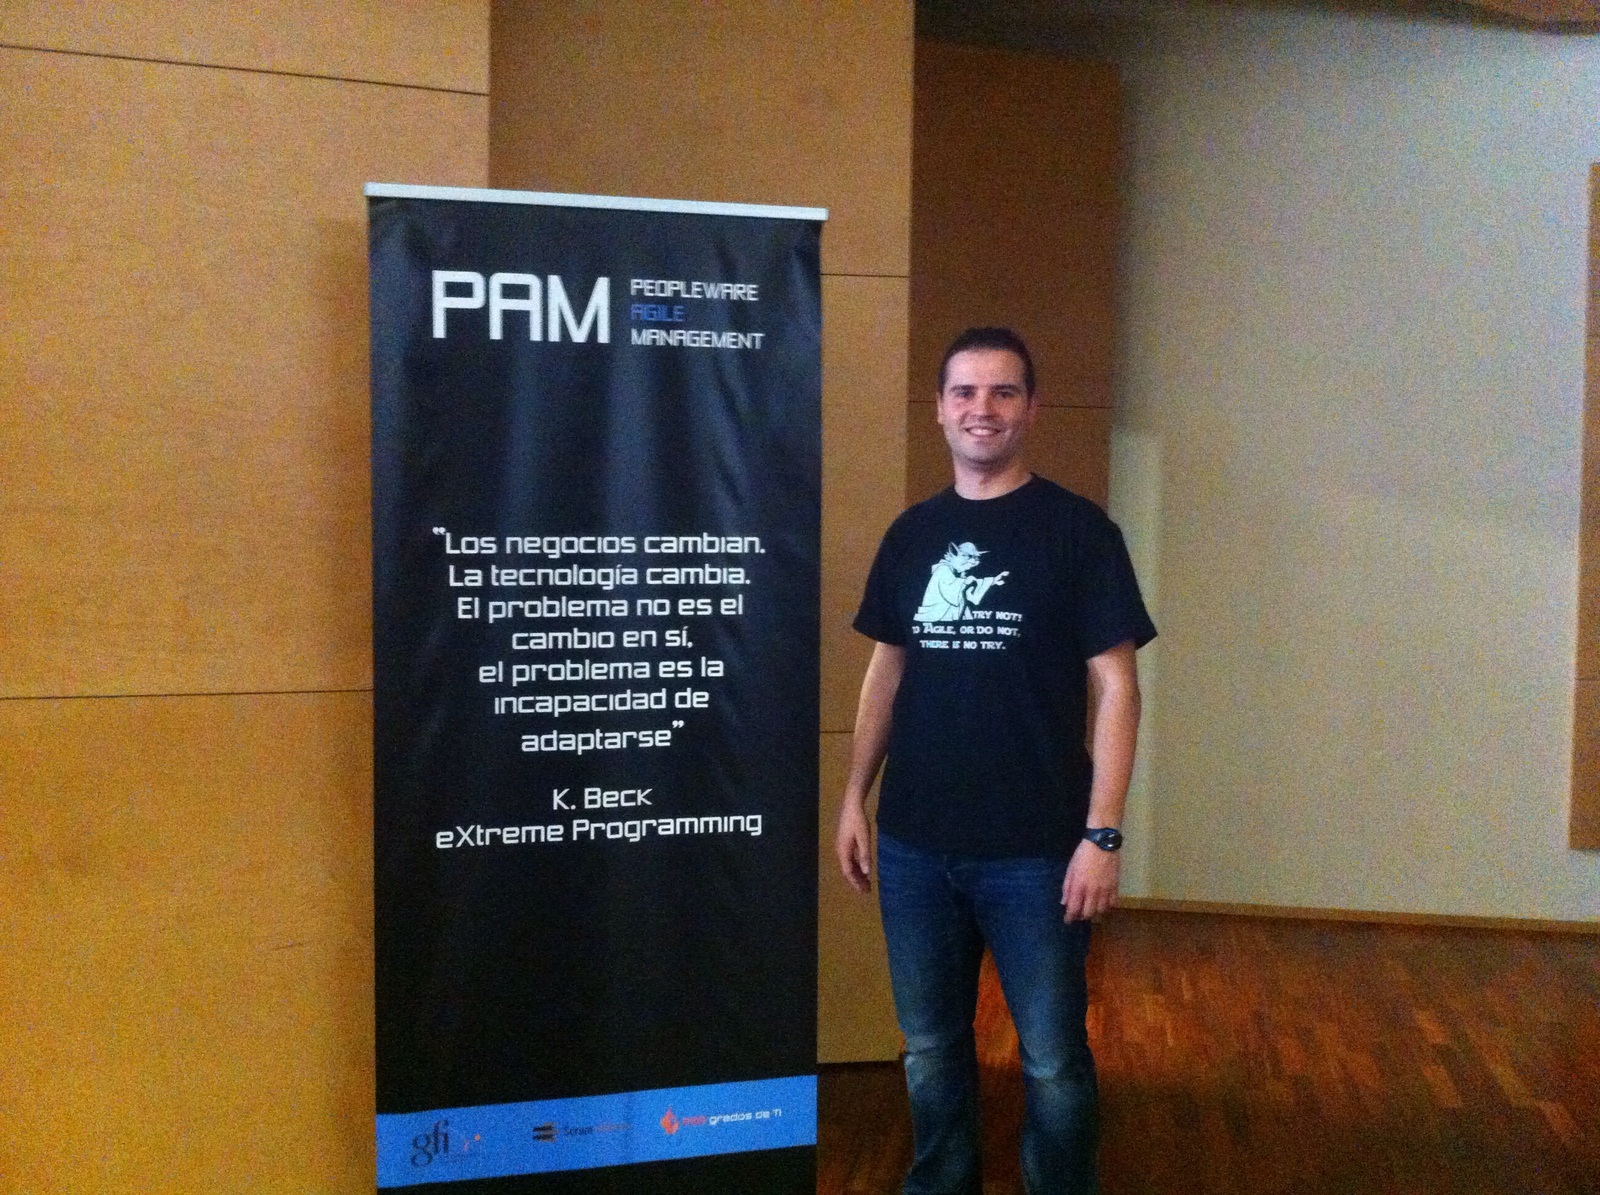 PAM
PEOPLEWARE
AGILE
MANAGEMENT
"Los negocios cambian.
La tecnología cambia.
El problema no es el
cambio en sí,
el problema es la
incapacidad de
adaptarse"
K. Beck
eXtreme Programming
TRY NOT!
AGILE, OR DO NOT,
THERE IS NO TRY.
gfi
grados de TI